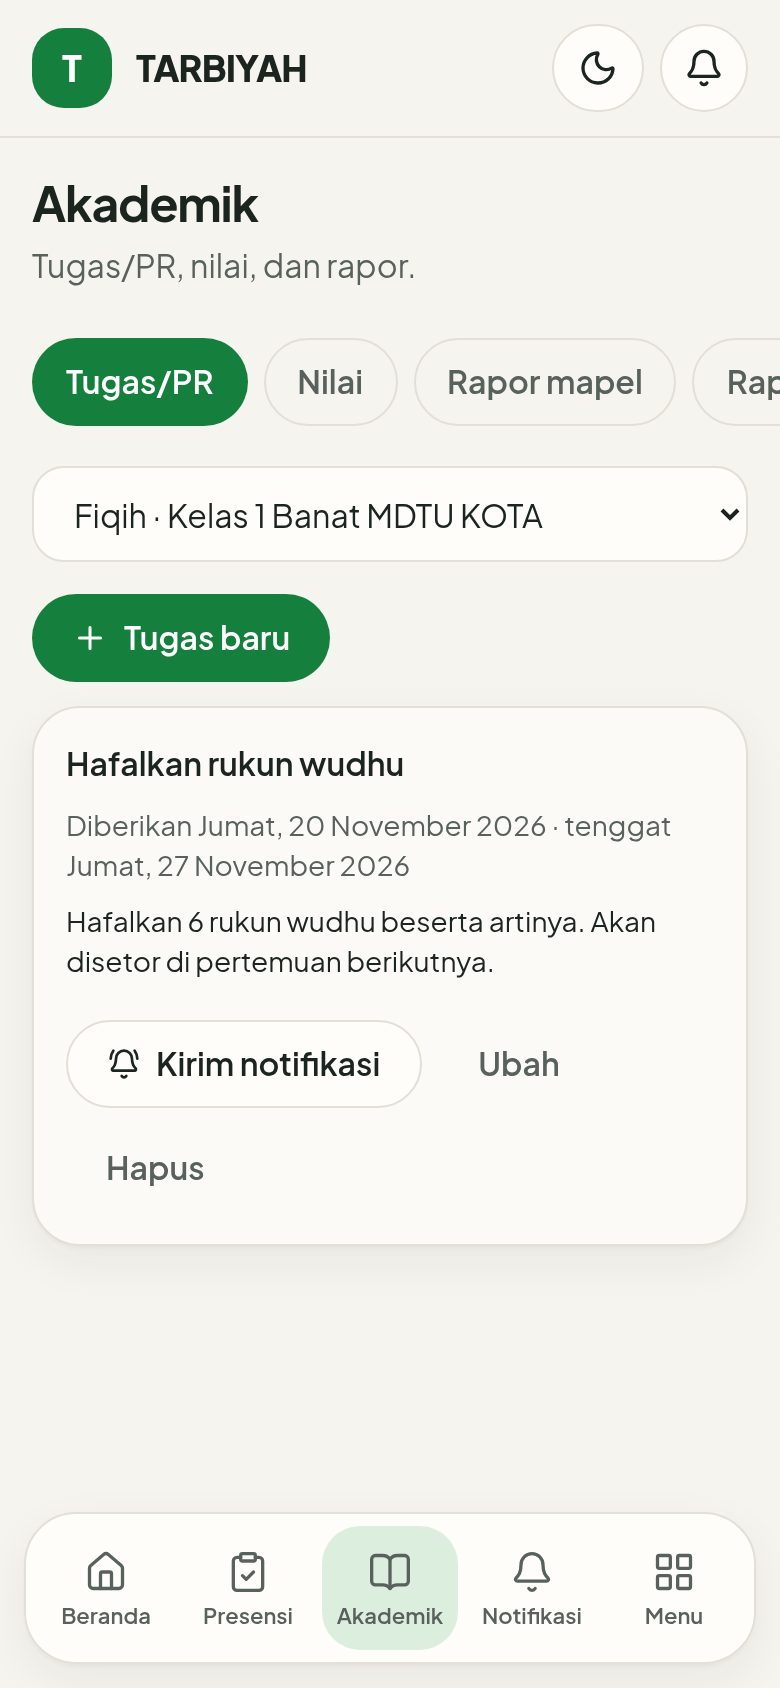 T
TARBIYAH
Akademik
Tugas/PR, nilai, dan rapor.
Tugas/PR
Nilai
Rapor mapel
Rap
Fiqih · Kelas 1 Banat MDTU KOTA
Tugas baru
Hafalkan rukun wudhu
Diberikan Jumat, 20 November 2026 · tenggat
Jumat, 27 November 2026
Hafalkan 6 rukun wudhu beserta artinya. Akan
disetor di pertemuan berikutnya.
Kirim notifikasi
Ubah
Hapus
Beranda
Presensi
Akademik
Notifikasi
Menu